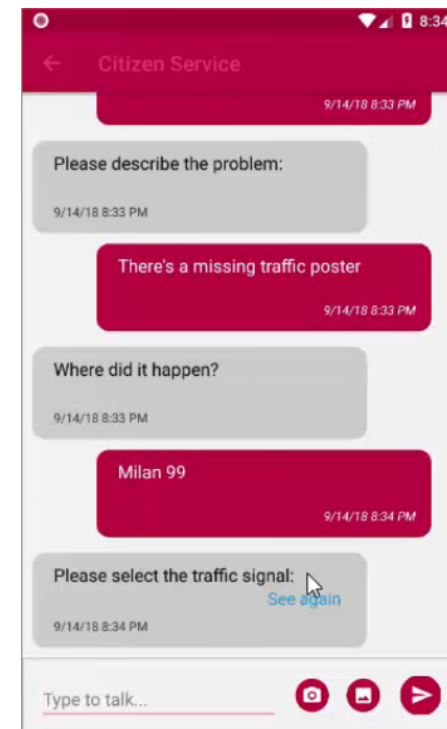 8:34
Citizen Service
9/14/18 8:33 PM
Please describe the problem:
9/14/18 8:33 PM
There's a missing traffic poster
9/14/18 8:33 PM
Where did it happen?
9/14/18 8:33 PM
Milan 99
9/14/18 8:34 PM
Please select the traffic signal:
See again
9/14/18 8:34 PM
Type to talk...